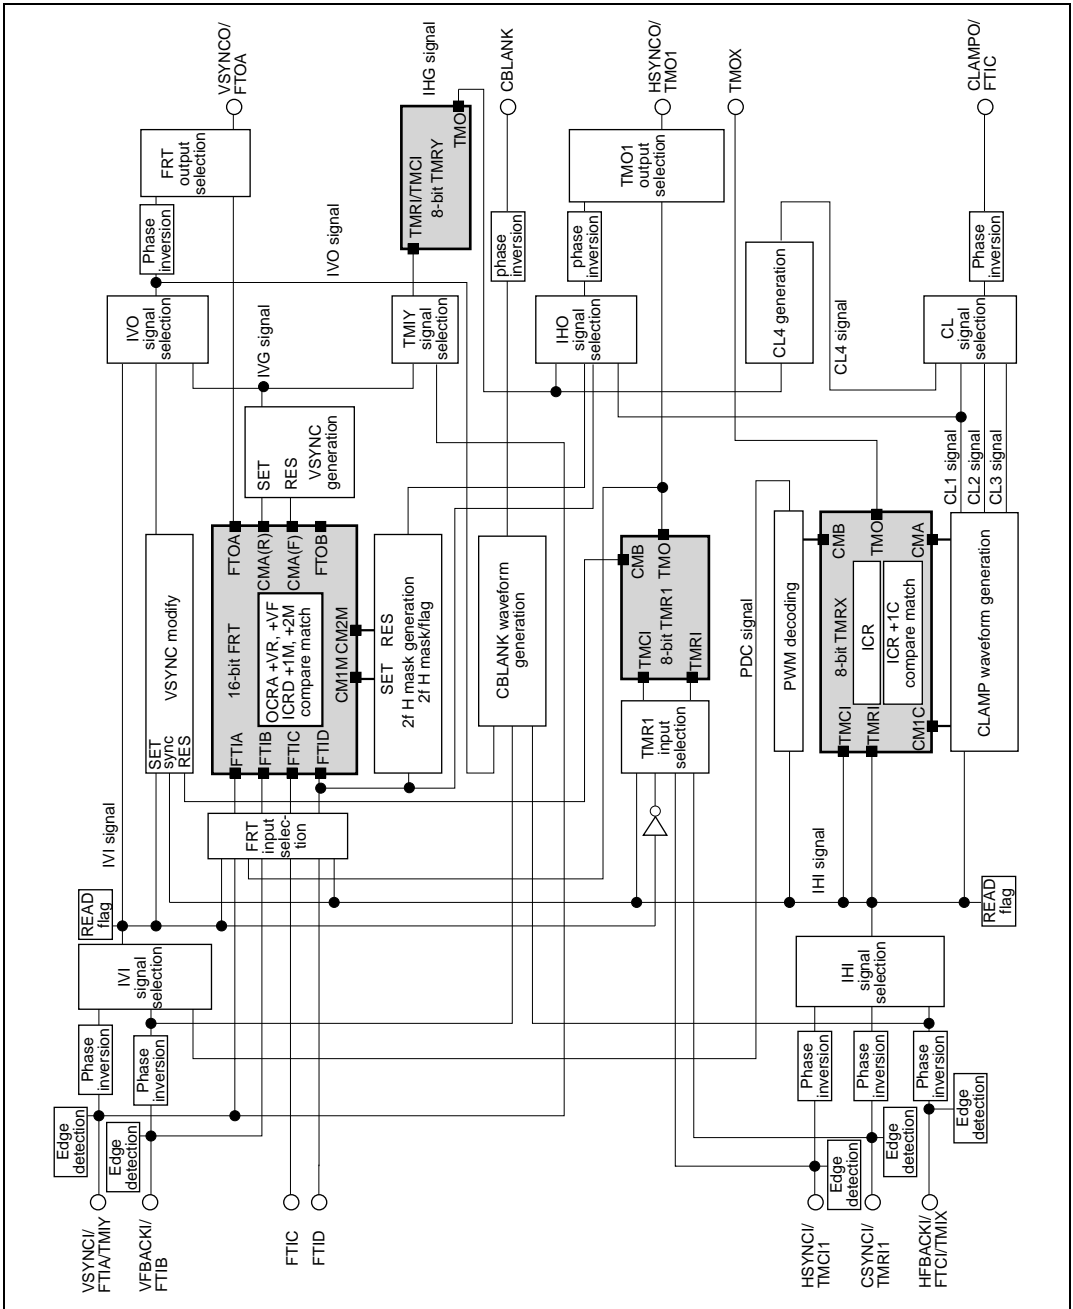 VSYNCI/
FTIA/TMIY
VFBACKI/
FTIB
FTIC
FTID
HSYNCI/
TMCI1
CSYNCI/
TMRI1
HFBACKI/
FTCI/TMIX
Edge
detection
Edge
detection
Edge
detection
Edge
detection
Edge
detection
Phase
inversion
Phase
inversion
Phase
inversion
Phase
inversion
Phase
inversion
IVI
signal
selection
IHI
signal
selection
READ
flag
READ
flag
IVI signal
IHI signal
FRT
input
selec-
tion
SET
sync
RES
VSYNC modify
FTIA
FTIB
FTIC
FTID
16-bit FRT
OCRA +VR, +VF
ICRD +1M, +2M
compare match
FTOA
CMA(R)
CMA(F)
FTOB
CM1M CM2M
SET RES
2f H mask generation
2f H mask/flag
CBLANK waveform
generation
TMR1
input
selection
TMCI
TMRI
8-bit TMR1
CMB
TMO
PDC signal
PWM decoding
TMCI
TMRI
8-bit TMRX
ICR
ICR +1C
compare match
CMB
TMO
CMA
CM1C
CLAMP waveform generation
SET
RES
VSYNC
generation
IVG signal
CL1 signal
CL2 signal
CL3 signal
CL4 signal
IVO
signal
selection
TMIY
signal
selection
IHO
signal
selection
CL4 generation
CL
signal
selection
IVO signal
Phase
inversion
phase
inversion
phase
inversion
Phase
inversion
FRT
output
selection
TMRI/TMCI
8-bit TMRY
TMO
IHG signal
TMO1
output
selection
VSYNCO/
FTOA
CBLANK
HSYNCO/
TMO1
TMOX
CLAMPO/
FTIC